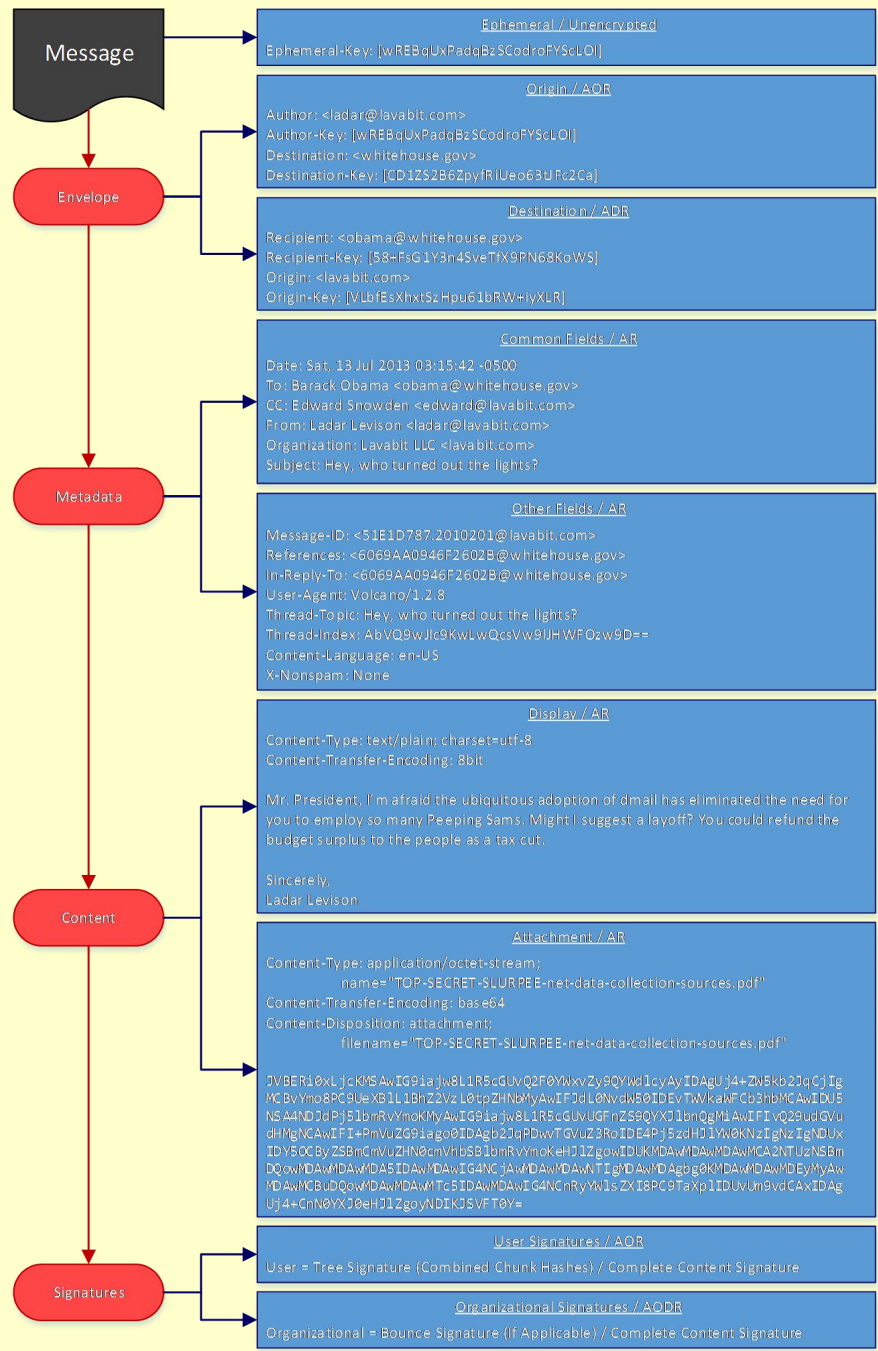 Message
Ephemeral / Unencrypted
Ephemeral-Key: [wREBqUxPadqBzSCodroFYScLOI]
Origin / AOR
Author: <ladar@lavabit.com>
Author-Key: [wREBqUxPadqBzSCodroFYScLOI]
Destination: <whitehouse.gov>
Destination-Key: [CD1ZS2B6ZpyfRiUeo63tJFc2Ca]
Envelope
Destination / ADR
Recipient: <obama@whitehouse.gov>
Recipient-Key: [58+FsG1Y3n4SveTfX9PN68KoWS]
Origin: <lavabit.com>
Origin-Key: [VLbfEsXhxtSzHpu61bRW+iyXLR]
Common Fields / AR
Date: Sat, 13 Jul 2013 03:15:42 -0500
To: Barack Obama <obama@whitehouse.gov>
CC: Edward Snowden <edward@lavabit.com>
From: Ladar Levison <ladar@lavabit.com>
Organization: Lavabit LLC <lavabit.com>
Subject: Hey, who turned out the lights?
Metadata
Other Fields / AR
Message-ID: <51E1D787.2010201@lavabit.com>
References: <6069AA0946F2602B@whitehouse.gov>
In-Reply-To: <6069AA0946F2602B@whitehouse.gov>
User-Agent: Volcano/1.2.8
Thread-Topic: Hey, who turned out the lights?
Thread-Index: AbVQ9wJlc9KwLwQcsVw9lJHWFOzw9D==
Content-Language: en-US
X-Nonspam: None
Display / AR
Content-Type: text/plain; charset=utf-8
Content-Transfer-Encoding: 8bit
Mr. President, I'm afraid the ubiquitous adoption of dmail has eliminated the need for
you to employ so many Peeping Sams. Might I suggest a layoff? You could refund the
budget surplus to the people as a tax cut.
Sincerely,
Ladar Levison
Content
Attachment / AR
Content-Type: application/octet-stream;
name="TOP-SECRET-SLURPEE-net-data-collection-sources.pdf"
Content-Transfer-Encoding: base64
Content-Disposition: attachment;
filename="TOP-SECRET-SLURPEE-net-data-collection-sources.pdf"
JVBERi0xLjcKMSAwIG9iajw8L1R5cGUvQ2F0YWxvZy9QYWdlcyAyIDAgUj4+ZW5kb2JqCjIg
MCBvYmo8PC9UeXBlL1BhZ2VzL0tpZHNbMyAwIFJdL0NvdW50IDEvTWVkaWFCb3hbMCAwIDU5
NSA4NDJdPj5lbmRvYmoKMyAwIG9iajw8L1R5cGUvUGFnZS9QYXJlbnQgMiAwIFIvQ29udGVu
dHMgNCAwIFI+PmVuZG9iago0IDAgb2JqPDwvTGVuZ3RoIDE4Pj5zdHJlYW0KNzIgNzIgNDUx
IDY5OCByZSBmCmVuZHN0cmVhbSBlbmRvYmoKeHJlZgowIDUKMDAwMDAwMDAwMCA2NTUzNSBm
DQowMDAwMDAwMDA5IDAwMDAwIG4NCjAwMDAwMDAwNTIgMDAwMDAgbg0KMDAwMDAwMDEyMyAw
MDAwMCBuDQowMDAwMDAwMTc5IDAwMDAwIG4NCnRyYWlsZXI8PC9TaXplIDUvUm9vdCAxIDAg
Uj4+CnN0YXJ0eHJlZgoyNDIKJSVFT0Y=
User Signatures / AOR
User = Tree Signature (Combined Chunk Hashes) / Complete Content Signature
Signatures
Organizational Signatures / AODR
Organizational = Bounce Signature (If Applicable) / Complete Content Signature